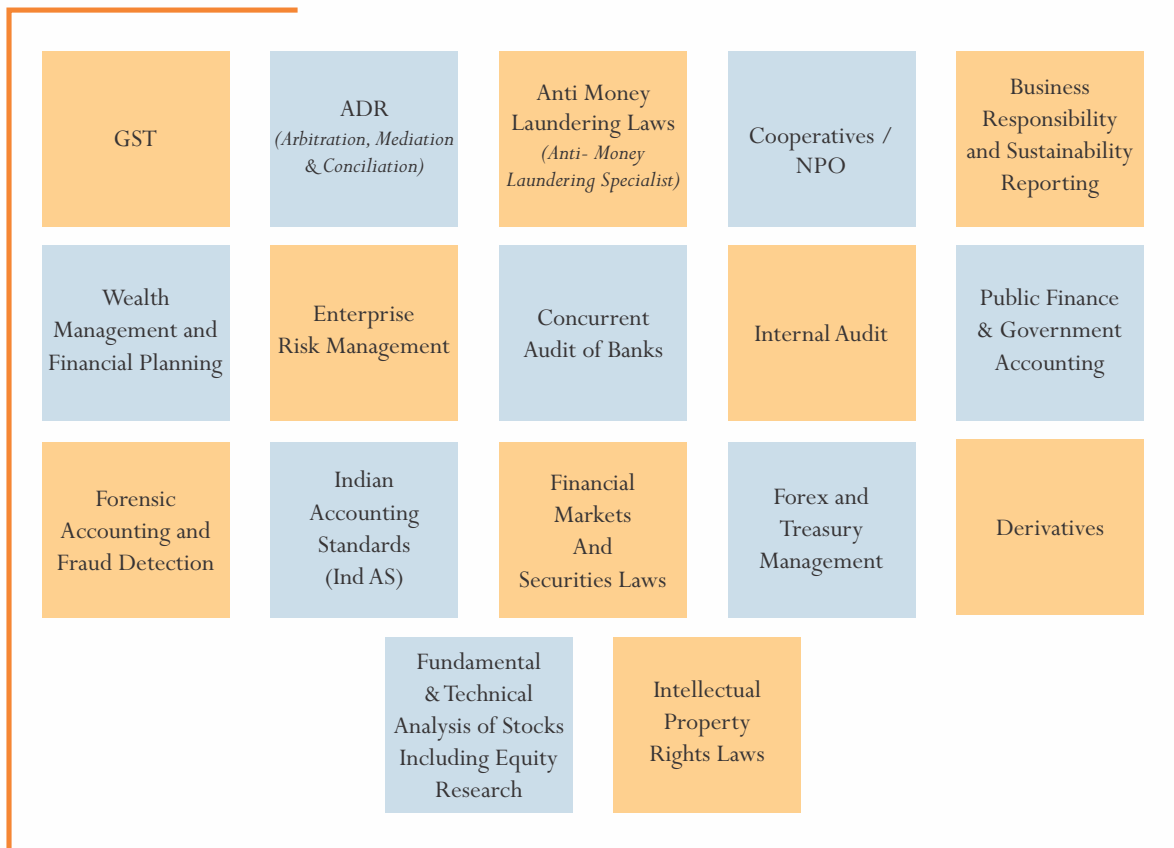 GST
ADR
(Arbitration, Mediation
& Conciliation)
Anti Money
Laundering Laws
(Anti- Money
Laundering Specialist)
Cooperatives /
NPO
Business
Responsibility
and Sustainability
Reporting
Wealth
Management and
Financial Planning
Enterprise
Risk Management
Concurrent
Audit of Banks
Internal Audit
Public Finance
& Government
Accounting
Forensic
Accounting and
Fraud Detection
Indian
Accounting
Standards
(Ind AS)
Financial
Markets
And
Securities Laws
Forex and
Treasury
Management
Derivatives
Fundamental
& Technical
Analysis of Stocks
Including Equity
Research
Intellectual
Property
Rights Laws